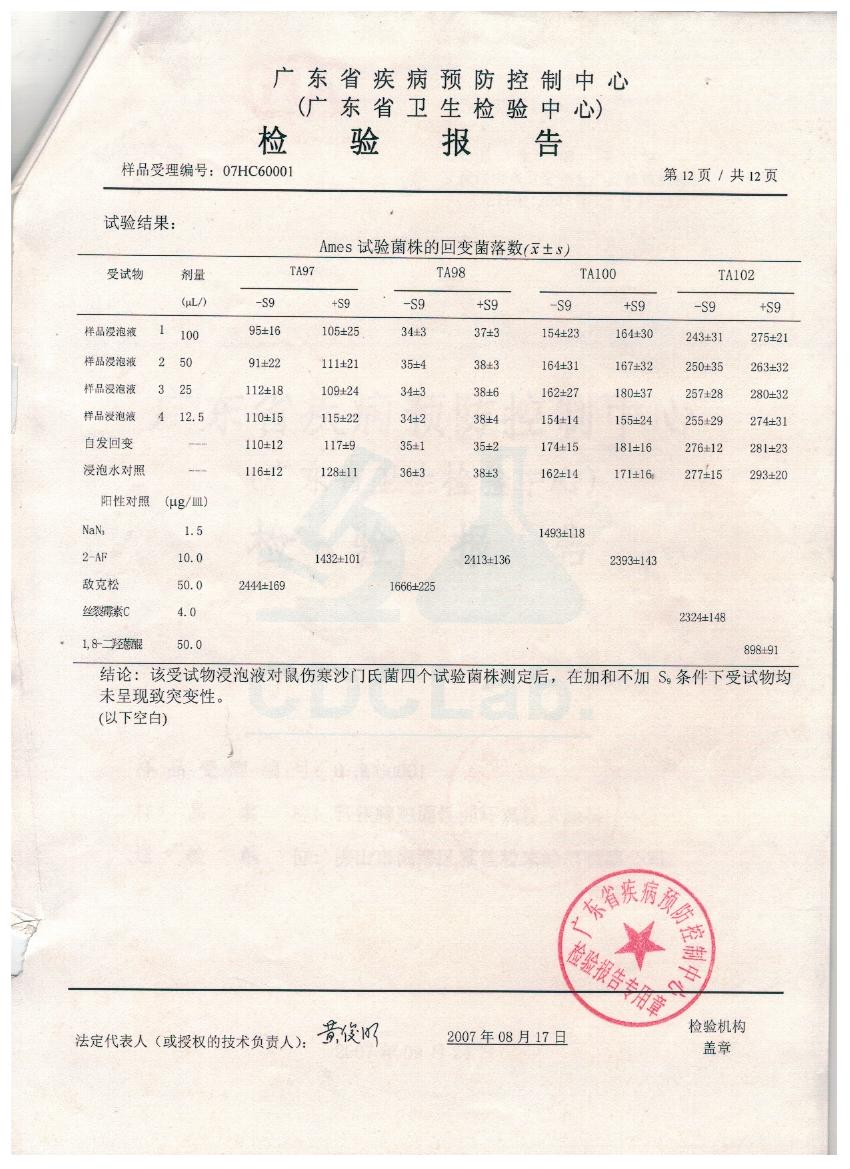 广东省疾病预防控制中心
(广东省卫生检验中心)
检验报告
样品受理编号：07HC60001 第12页 / 共12页
试验结果：
Ames 试验菌株的回变菌落数(x̄±s)
受试物 剂量 TA97 TA98 TA100 TA102
(μL/) -S9 +S9 -S9 +S9 -S9 +S9 -S9 +S9
样品浸泡液 1 100 95±16 105±25 34±3 37±3 154±23 164±30 243±31 275±21
样品浸泡液 2 50 91±22 111±21 35±4 38±3 164±31 167±32 250±35 263±32
样品浸泡液 3 25 112±18 109±24 34±3 38±6 162±27 180±37 257±28 280±32
样品浸泡液 4 12.5 110±15 115±22 34±2 38±4 154±14 155±24 255±29 274±31
自发回变 --- 110±12 117±9 35±1 35±2 174±15 181±16 276±12 281±23
浸泡水对照 --- 116±12 128±11 36±3 38±3 162±14 171±16 277±15 293±20
阳性对照 (μg/皿)
NaN₃ 1.5 1493±118
2-AF 10.0 1432±101 2413±136 2393±143
敌克松 50.0 2444±169 1666±225
丝裂霉素C 4.0 2324±148
1,8-二羟蒽醌 50.0 898±91
结论：该受试物浸泡液对鼠伤寒沙门氏菌四个试验菌株测定后，在加和不加 S₉ 条件下受试物均
未呈现致突变性。
(以下空白)
CDCLab.
广东省疾病预防控制中心
检验报告专用章
法定代表人（或授权的技术负责人）：黄俊明 2007年08月17日 检验机构
盖章